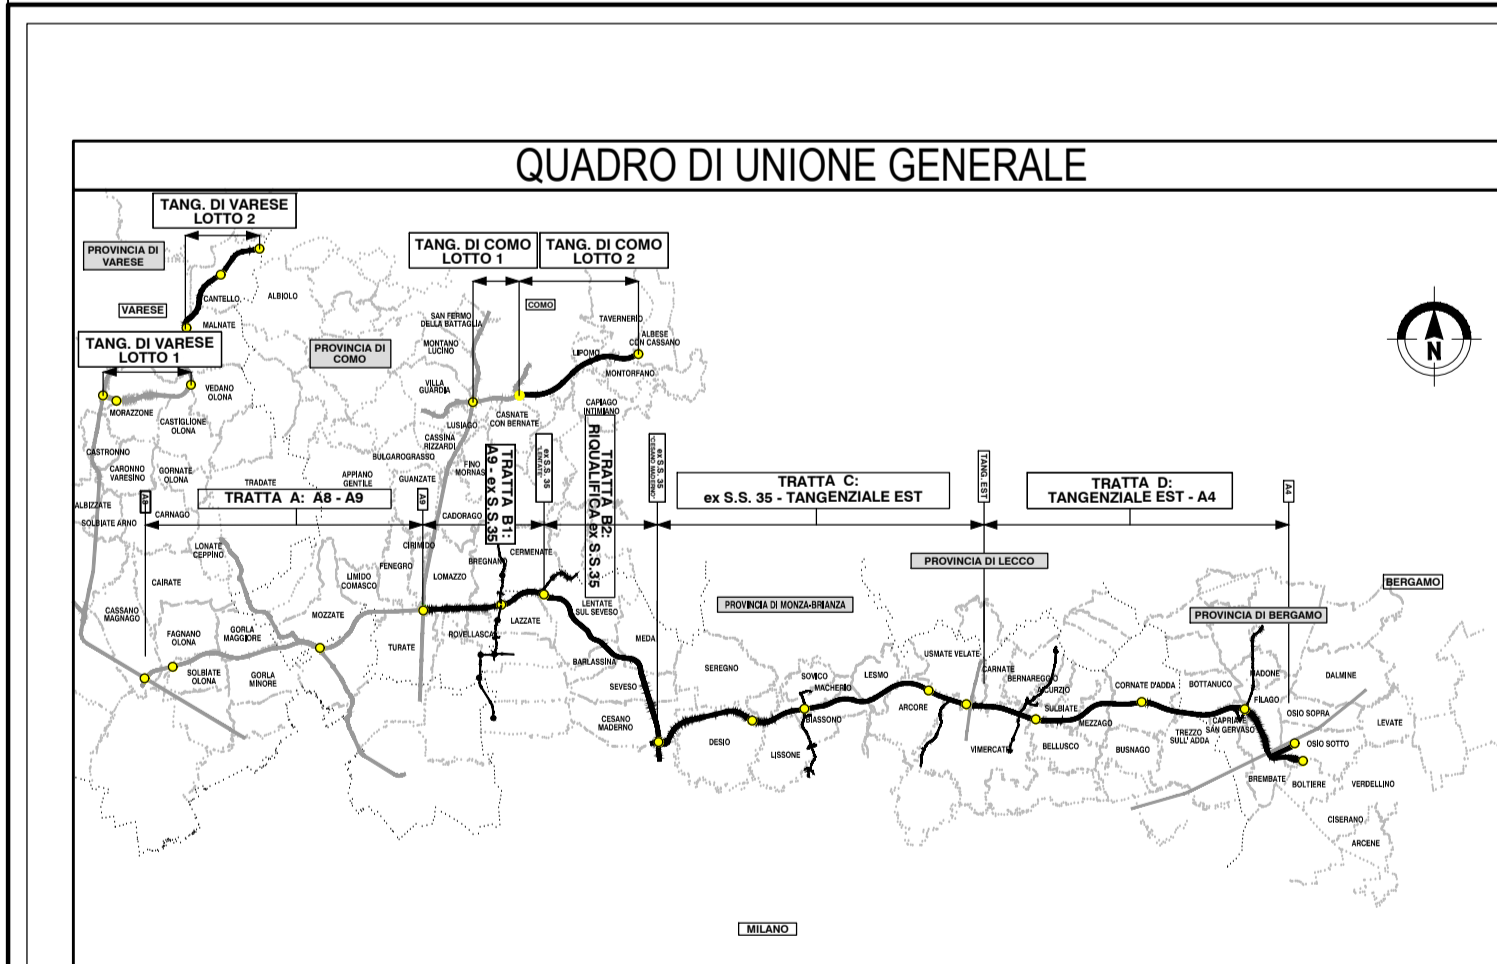 QUADRO DI UNIONE GENERALE
TANG. DI VARESE
LOTTO 2
PROVINCIA DI
VARESE
TANG. DI COMO
LOTTO 1
TANG. DI COMO
LOTTO 2
CANTELLO
ALBIOLO
VARESE
MALNATE
COMO
SAN FERMO
DELLA BATTAGLIA
TAVERNERIO
ALBESE
CON CASSANO
TANG. DI VARESE
LOTTO 1
PROVINCIA DI
COMO
MONTANO
LUCINO
LIPOMO
MONTORFANO
N
VILLA
GUARDIA
VEDANO
OLONA
MORAZZONE
CASTIGLIONE
OLONA
CAPIAGO
INTIMIANO
CASNATE
CON BERNATE
LUSIAGO
CASSINA
RIZZARDI
CASTRONNO
BULGAROGRASSO
CARONNO
VARESINO
GORNATE
OLONA
TRADATE
APPIANO
GENTILE
GUANZATE
FINO
MORNAS
TRATTA B1:
A9 - ex S.S.35
ex S.S. 35
"LENTATE"
TRATTA B2:
RIQUALIFICA ex S.S.35
ex S.S. 35
"CESANO MADERNO"
TRATTA C:
ex S.S. 35 - TANGENZIALE EST
TANG. EST
TRATTA D:
TANGENZIALE EST - A4
A4
A8
TRATTA A: A8 - A9
A9
ALBIZZATE
SOLBIATE ARNO
CARNAGO
CADORAGO
LONATE
CEPPINO
CIRIMIDO
CERMENATE
BREGNANO
FENEGRO
LIMIDO
COMASCO
LOMAZZO
CAIRATE
PROVINCIA DI LECCO
BERGAMO
CASSANO
MAGNAGO
MOZZATE
LAZZATE
LENTATE
SUL SEVESO
PROVINCIA DI MONZA-BRIANZA
PROVINCIA DI BERGAMO
FAGNANO
OLONA
GORLA
MAGGIORE
TURATE
ROVELLASCA
MEDA
BARLASSINA
SEREGNO
USMATE VELATE
SOLBIATE
OLONA
GORLA
MINORE
SEVESO
SOVICO
MACHERIO
LESMO
CARNATE
BERNAREGGIO
AICURZIO
CORNATE D'ADDA
BOTTANUCO
MADONE
DALMINE
FILAGO
CESANO
MADERNO
BIASSONO
ARCORE
SULBIATE
MEZZAGO
CAPRIATE
SAN GERVASO
OSIO SOPRA
LEVATE
DESIO
LISSONE
VIMERCATE
BELLUSCO
BUSNAGO
TREZZO
SULL' ADDA
OSIO SOTTO
BREMBATE
BOLTIERE
VERDELLINO
CISERANO
ARCENE
MILANO